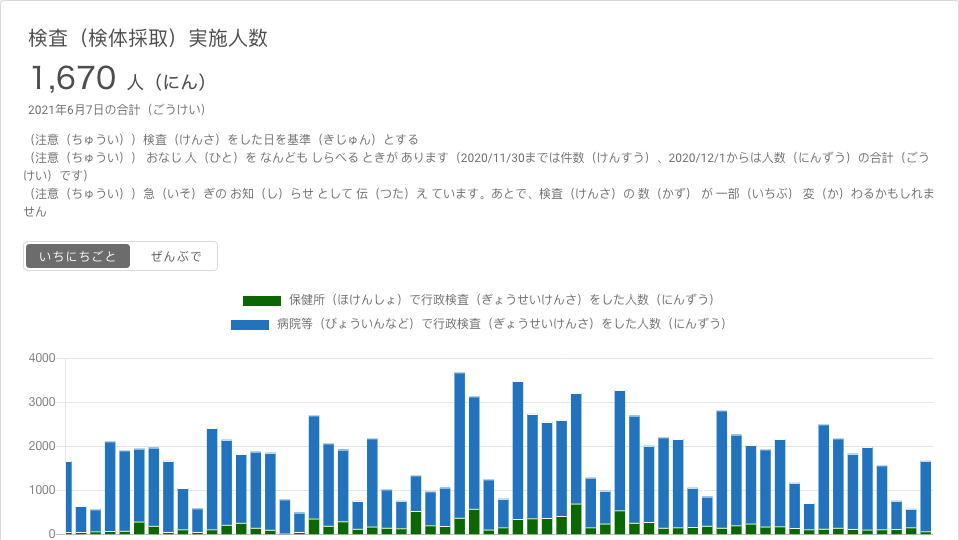 検査（検体採取）実施人数
1,670 人（にん）
2021年6月7日の合計（ごうけい）
（注意（ちゅうい））検査（けんさ）をした日を基準（きじゅん）とする
（注意（ちゅうい）） おなじ 人（ひと）を なんども しらべる ときが あります（2020/11/30までは件数（けんすう）、2020/12/1からは人数（にんずう）の合計（ごう
けい）です）
（注意（ちゅうい））急（いそ）ぎの お知（し）らせ として 伝（つた）え ています。あとで、検査（けんさ）の 数（かず） が 一部（いちぶ） 変（か）わるかもしれま
せん
いちにちごと ぜんぶで
保健所（ほけんしょ）で行政検査（ぎょうせいけんさ）をした人数（にんずう）
病院等（びょういんなど）で行政検査（ぎょうせいけんさ）をした人数（にんずう）
4000
3000
2000
1000
0